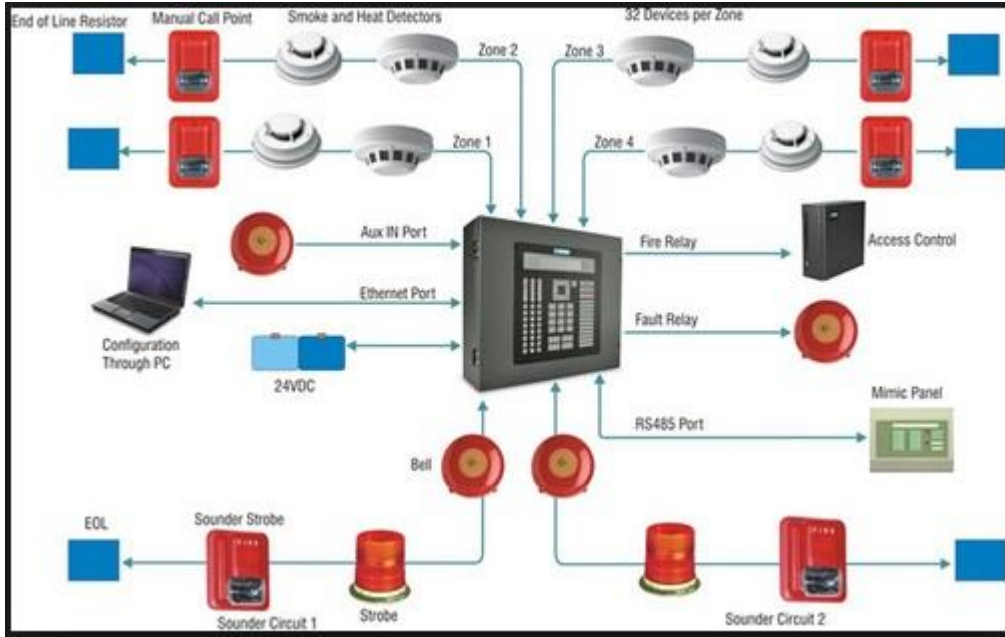 End of Line Resistor
Manual Call Point
Smoke and Heat Detectors
32 Devices per Zone
Zone 2
Zone 3
Zone 1
Zone 4
Aux IN Port
Fire Relay
Access Control
Ethernet Port
Configuration
Through PC
Fault Relay
24VDC
Mimic Panel
RS485 Port
Bell
EOL
Sounder Strobe
FIRE
Strobe
Sounder Circuit 1
Sounder Circuit 2